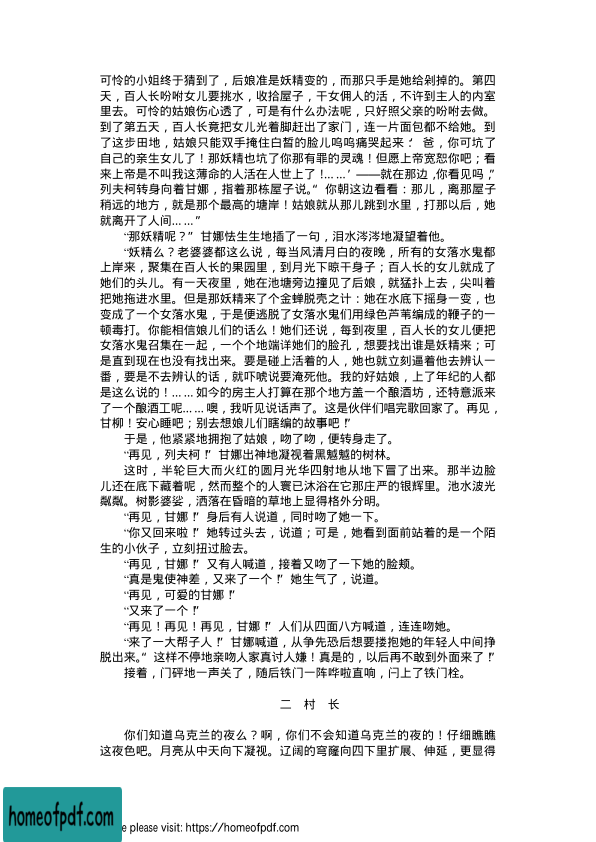 可怜的小姐终于猜到了，后娘准是妖精变的，而那只手是她给剁掉的。第四
天，百人长吩咐女儿要挑水，收拾屋子，干女佣人的活，不许到主人的内室
里去。可怜的姑娘伤心透了，可是有什么办法呢，只好照父亲的吩咐去做。
到了第五天，百人长竟把女儿光着脚赶出了家门，连一片面包都不给她。到
了这步田地，姑娘只能双手掩住白皙的脸儿呜呜痛哭起来：‘爸，你可坑了
自己的亲生女儿了！那妖精也坑了你那有罪的灵魂！但愿上帝宽恕你吧；看
来上帝是不叫我这薄命的人活在人世上了！……’——就在那边，你看见吗，”
列夫柯转身向着甘娜，指着那栋屋子说。“你朝这边看看：那儿，离那屋子
稍远的地方，就是那个最高的塘岸！姑娘就从那儿跳到水里，打那以后，她
就离开了人间……”
“那妖精呢？”甘娜怯生生地插了一句，泪水涔涔地凝望着他。
“妖精么？老婆婆都这么说，每当风清月白的夜晚，所有的女落水鬼都
上岸来，聚集在百人长的果园里，到月光下晾干身子；百人长的女儿就成了
她们的头儿。有一天夜里，她在池塘旁边撞见了后娘，就猛扑上去，尖叫着
把她拖进水里。但是那妖精来了个金蝉脱壳之计：她在水底下摇身一变，也
变成了一个女落水鬼，于是便逃脱了女落水鬼们用绿色芦苇编成的鞭子的一
顿毒打。你能相信娘儿们的话么！她们还说，每到夜里，百人长的女儿便把
女落水鬼召集在一起，一个个地端详她们的脸孔，想要找出谁是妖精来；可
是直到现在也没有找出来。要是碰上活着的人，她也就立刻逼着他去辨认一
番，要是不去辨认的话，就吓唬说要淹死他。我的好姑娘，上了年纪的人都
是这么说的！……如今的房主人打算在那个地方盖一个酿酒坊，还特意派来
了一个酿酒工呢……噢，我听见说话声了。这是伙伴们唱完歌回家了。再见，
甘柳！安心睡吧；别去想娘儿们瞎编的故事吧！”
于是，他紧紧地拥抱了姑娘，吻了吻，便转身走了。
“再见，列夫柯！”甘娜出神地凝视着黑魆魆的树林。
这时，半轮巨大而火红的圆月光华四射地从地下冒了出来。那半边脸
儿还在底下藏着呢，然而整个的人寰已沐浴在它那庄严的银辉里。池水波光
粼粼。树影婆娑，洒落在昏暗的草地上显得格外分明。
“再见，甘娜！”身后有人说道，同时吻了她一下。
“你又回来啦！”她转过头去，说道；可是，她看到面前站着的是一个陌
生的小伙子，立刻扭过脸去。
“再见，甘娜！”又有人喊道，接着又吻了一下她的脸颊。
“真是鬼使神差，又来了一个！”她生气了，说道。
“再见，可爱的甘娜！”
“又来了一个！”
“再见！再见！再见，甘娜！”人们从四面八方喊道，连连吻她。
“来了一大帮子人！”甘娜喊道，从争先恐后想要搂抱她的年轻人中间挣
脱出来。“这样不停地亲吻人家真讨人嫌！真是的，以后再不敢到外面来了！”
接着，门砰地一声关了，随后铁门一阵哗啦直响，闩上了铁门栓。
二 村 长
你们知道乌克兰的夜么？啊，你们不会知道乌克兰的夜的！仔细瞧瞧
这夜色吧。月亮从中天向下凝视。辽阔的穹窿向四下里扩展、伸延，更显得
homeofpdf.com
e please visit: https://homeofpdf.com